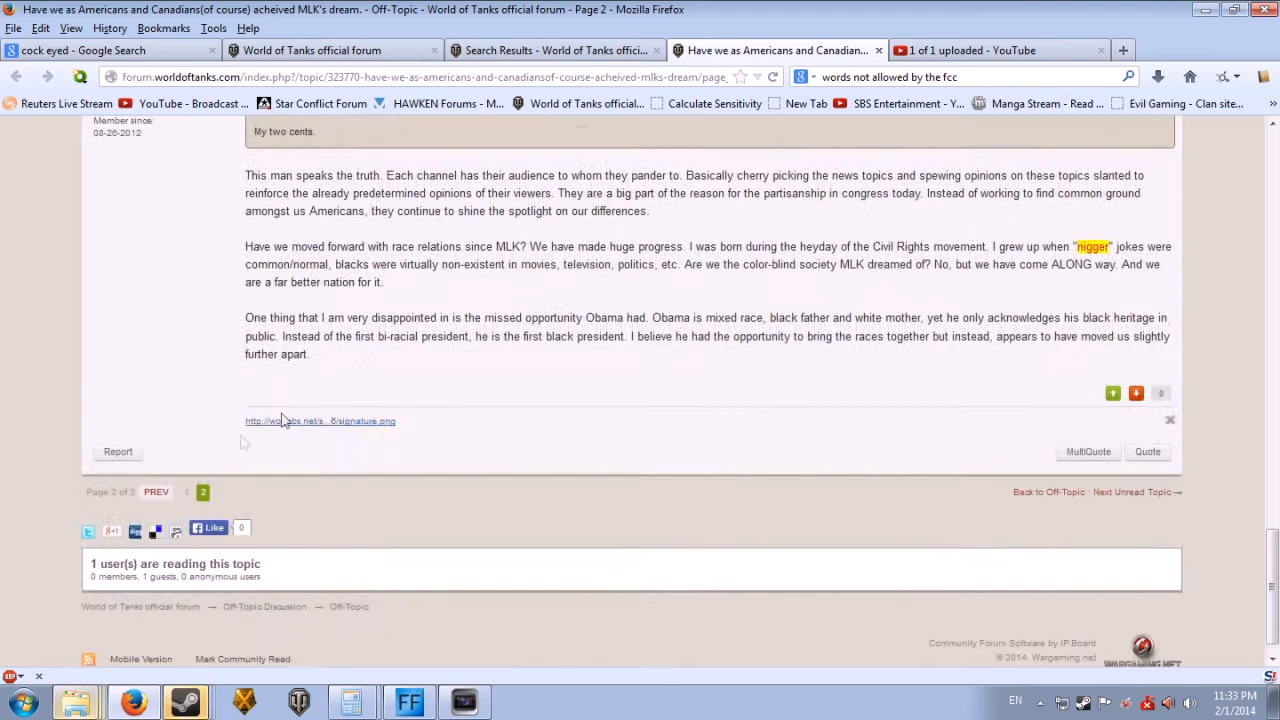 Have we as Americans and Canadians(of course) acheived MLK's dream. - Off-Topic - World of Tanks official forum - Page 2 - Mozilla Firefox
File Edit View History Bookmarks Tools Help
cock eyed - Google Search
World of Tanks official forum
Search Results - World of Tanks offici...
Have we as Americans and Canadian...
1 of 1 uploaded - YouTube
forum.worldoftanks.com/index.php?/topic/323770-have-we-as-americans-and-canadiansof-course-acheived-mlks-dream/page_
words not allowed by the fcc
Reuters Live Stream YouTube - Broadcast ... Star Conflict Forum HAWKEN Forums - M... World of Tanks official... Calculate Sensitivity New Tab SBS Entertainment - Y... Manga Stream - Read ... Evil Gaming - Clan site...
Member since:
08-26-2012
My two cents.
This man speaks the truth. Each channel has their audience to whom they pander to. Basically cherry picking the news topics and spewing opinions on these topics slanted to
reinforce the already predetermined opinions of their viewers. They are a big part of the reason for the partisanship in congress today. Instead of working to find common ground
amongst us Americans, they continue to shine the spotlight on our differences.
Have we moved forward with race relations since MLK? We have made huge progress. I was born during the heyday of the Civil Rights movement. I grew up when "nigger" jokes were
common/normal, blacks were virtually non-existent in movies, television, politics, etc. Are we the color-blind society MLK dreamed of? No, but we have come ALONG way. And we
are a far better nation for it.
One thing that I am very disappointed in is the missed opportunity Obama had. Obama is mixed race, black father and white mother, yet he only acknowledges his black heritage in
public. Instead of the first bi-racial president, he is the first black president. I believe he had the opportunity to bring the races together but instead, appears to have moved us slightly
further apart.
0
6/signature.png
Report
MultiQuote Quote
Page 2 of 2 PREV 1 2
Back to Off-Topic · Next Unread Topic →
Like 0
1 user(s) are reading this topic
0 members, 1 guests, 0 anonymous users
World of Tanks official forum → Off-Topic Discussion → Off-Topic
Community Forum Software by IP.Board
© 2014 Wargaming.net
WARGAMING.NET
Mobile Version Mark Community Read
ABP
EN
11:33 PM
2/1/2014
FF